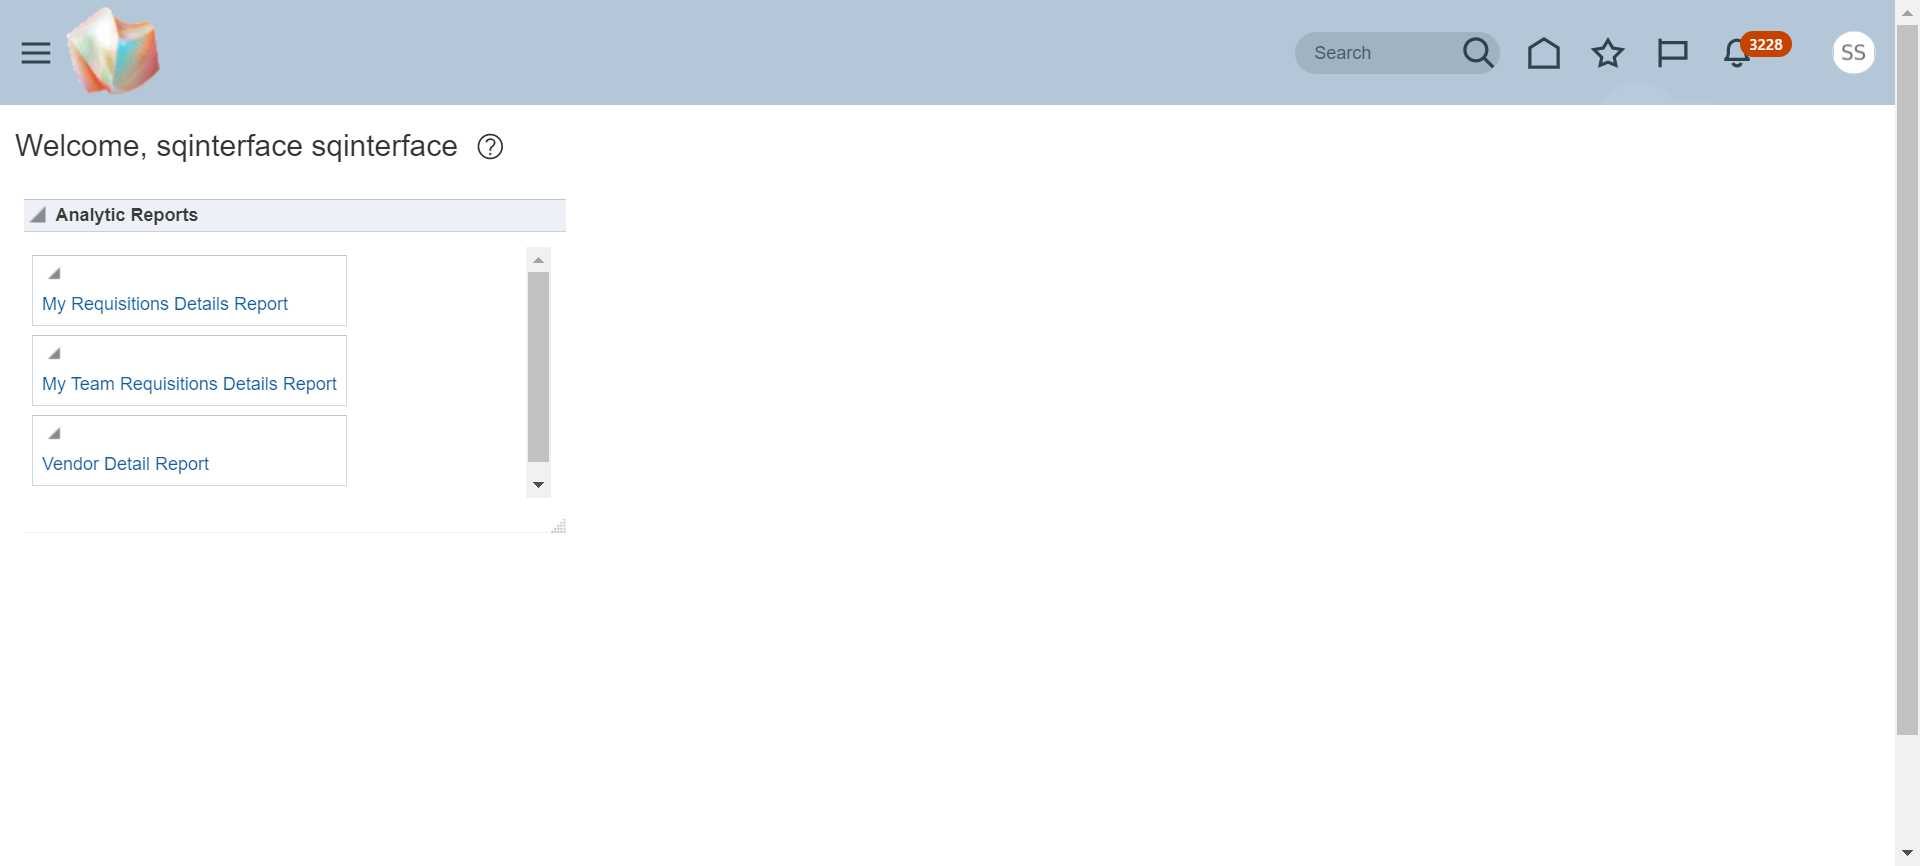 Search
3228
SS
Welcome, sqinterface sqinterface
Analytic Reports
My Requisitions Details Report
My Team Requisitions Details Report
Vendor Detail Report